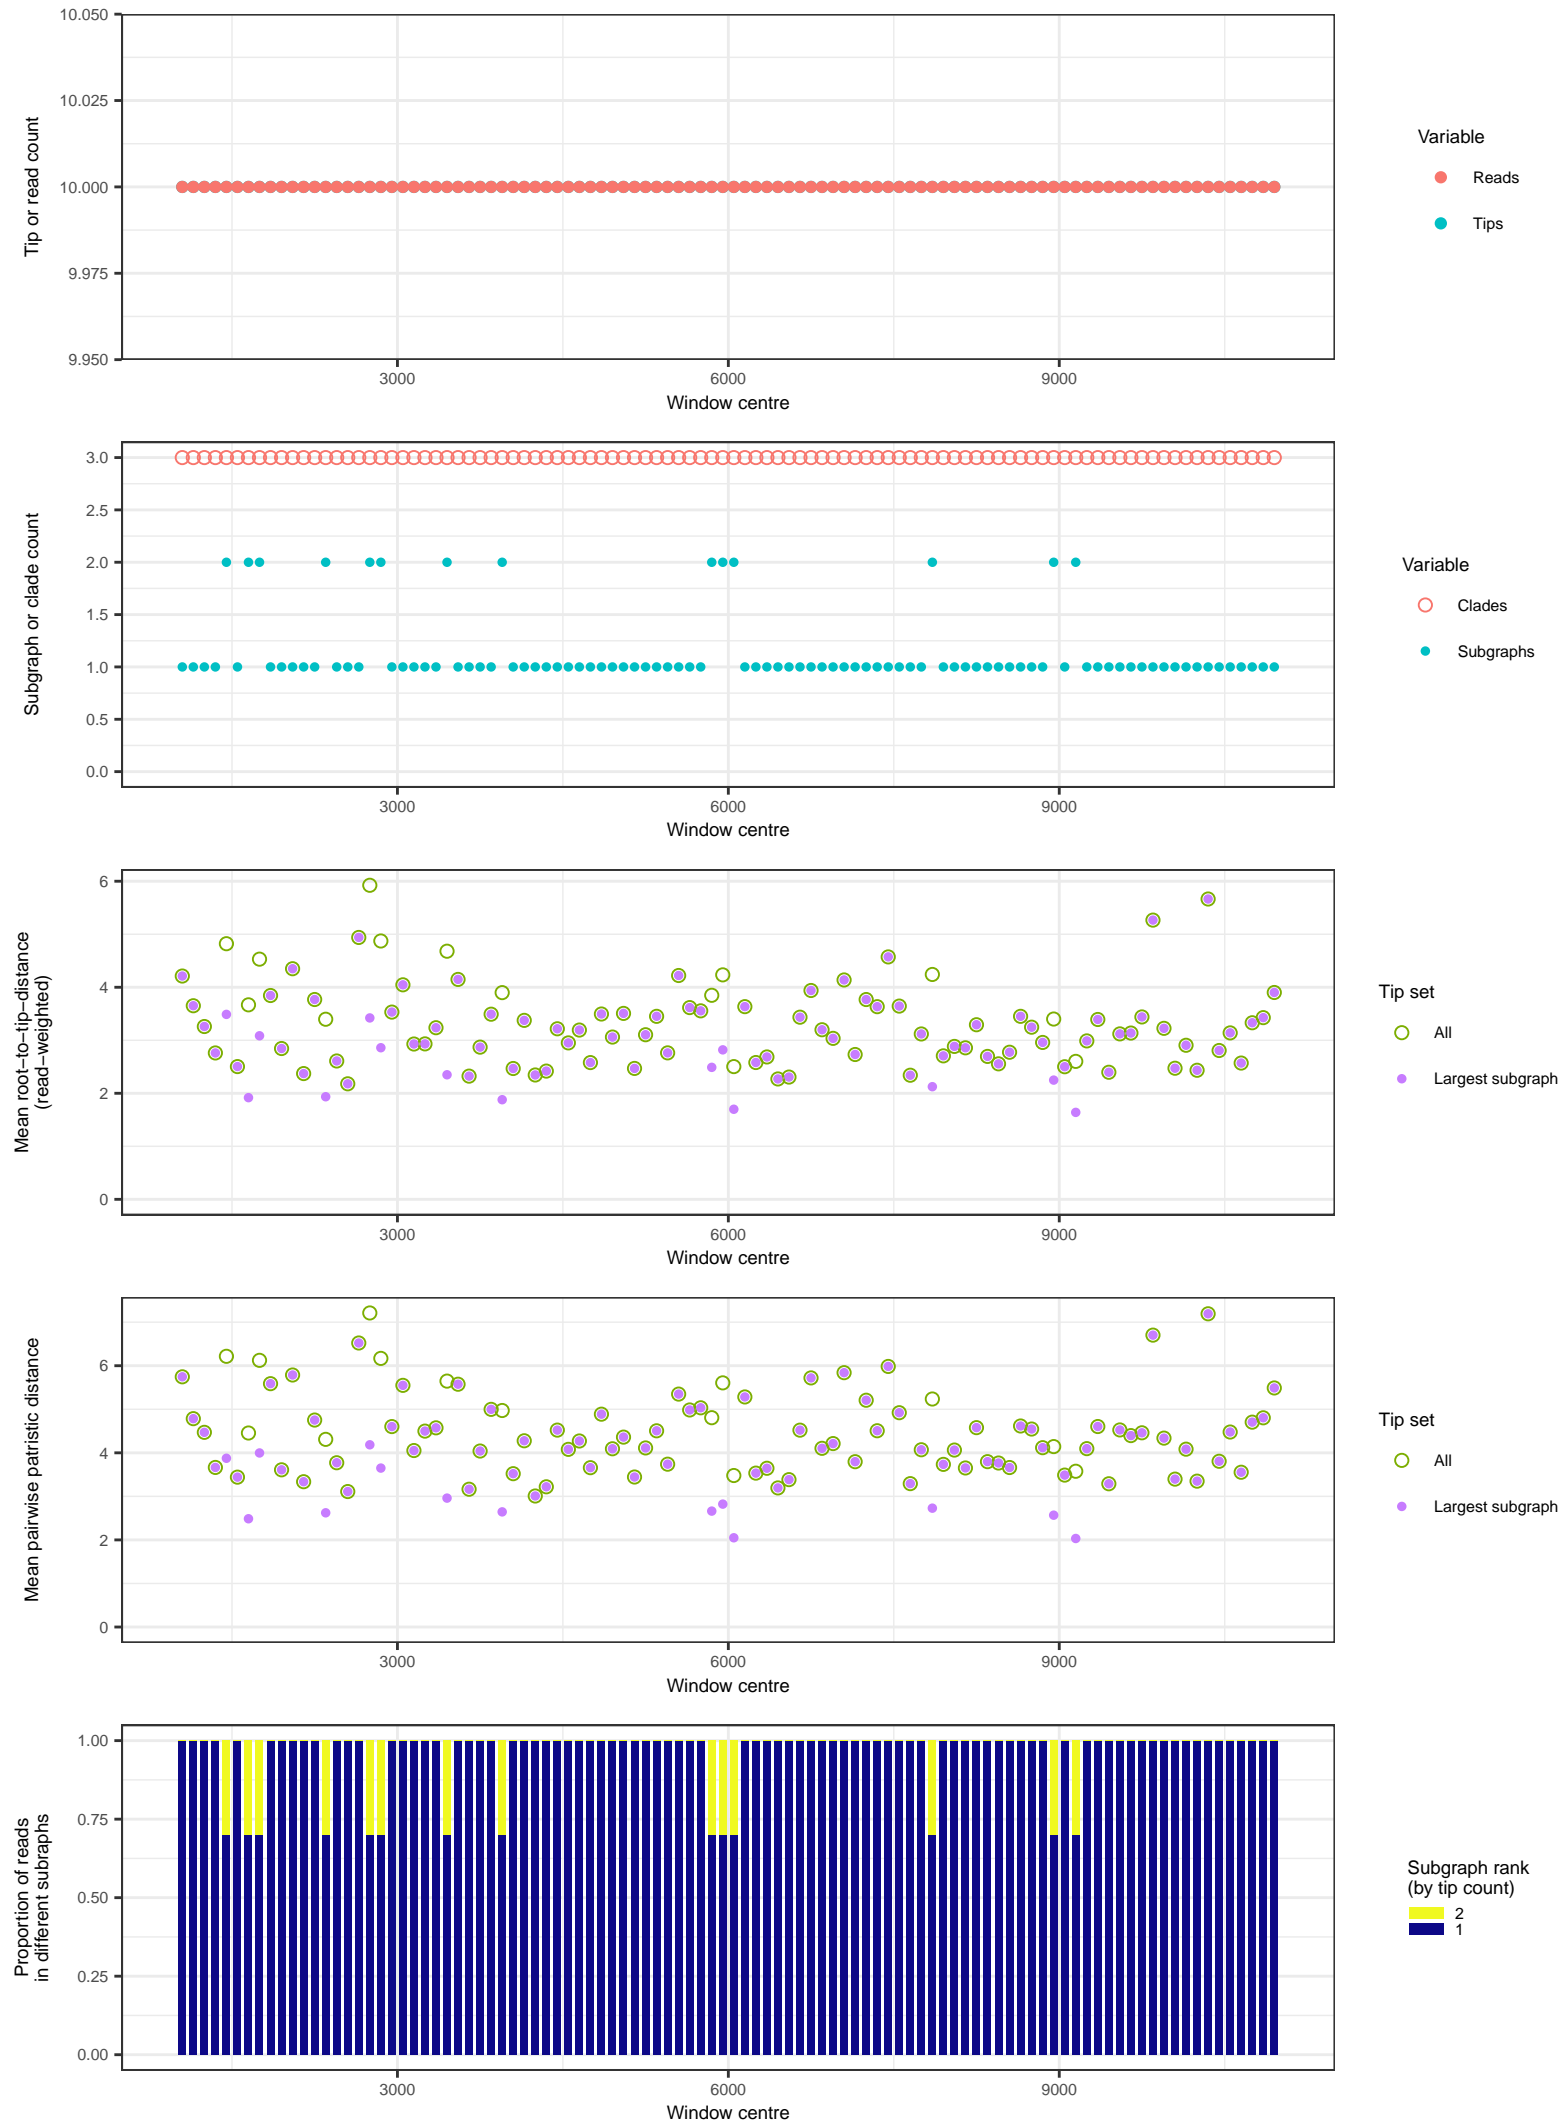 10.050
10.025
10.000
9.975
9.950
Tip or read count
3000
6000
9000
Window centre
Variable
Reads
Tips
3.0
2.5
2.0
1.5
1.0
0.5
0.0
Subgraph or clade count
3000
6000
9000
Window centre
Variable
Clades
Subgraphs
6
4
2
0
Mean root−to−tip−distance
(read−weighted)
3000
6000
9000
Window centre
Tip set
All
Largest subgraph
6
4
2
0
Mean pairwise patristic distance
3000
6000
9000
Window centre
Tip set
All
Largest subgraph
1.00
0.75
0.50
0.25
0.00
Proportion of reads
in different subraphs
3000
6000
9000
Window centre
Subgraph rank
(by tip count)
2
1